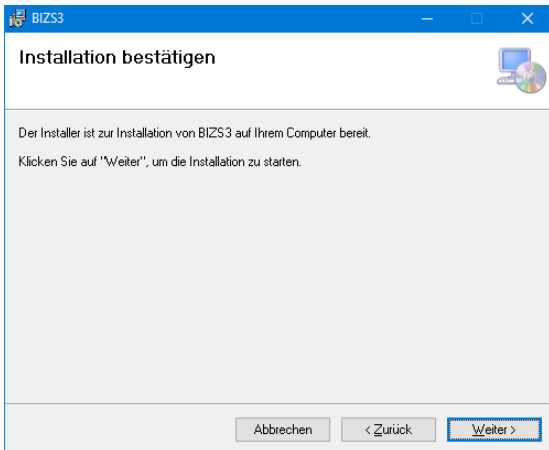 BIZS3
Installation bestätigen
Der Installer ist zur Installation von BIZS3 auf Ihrem Computer bereit.
Klicken Sie auf "Weiter", um die Installation zu starten.
Abbrechen
< Zurück
Weiter >